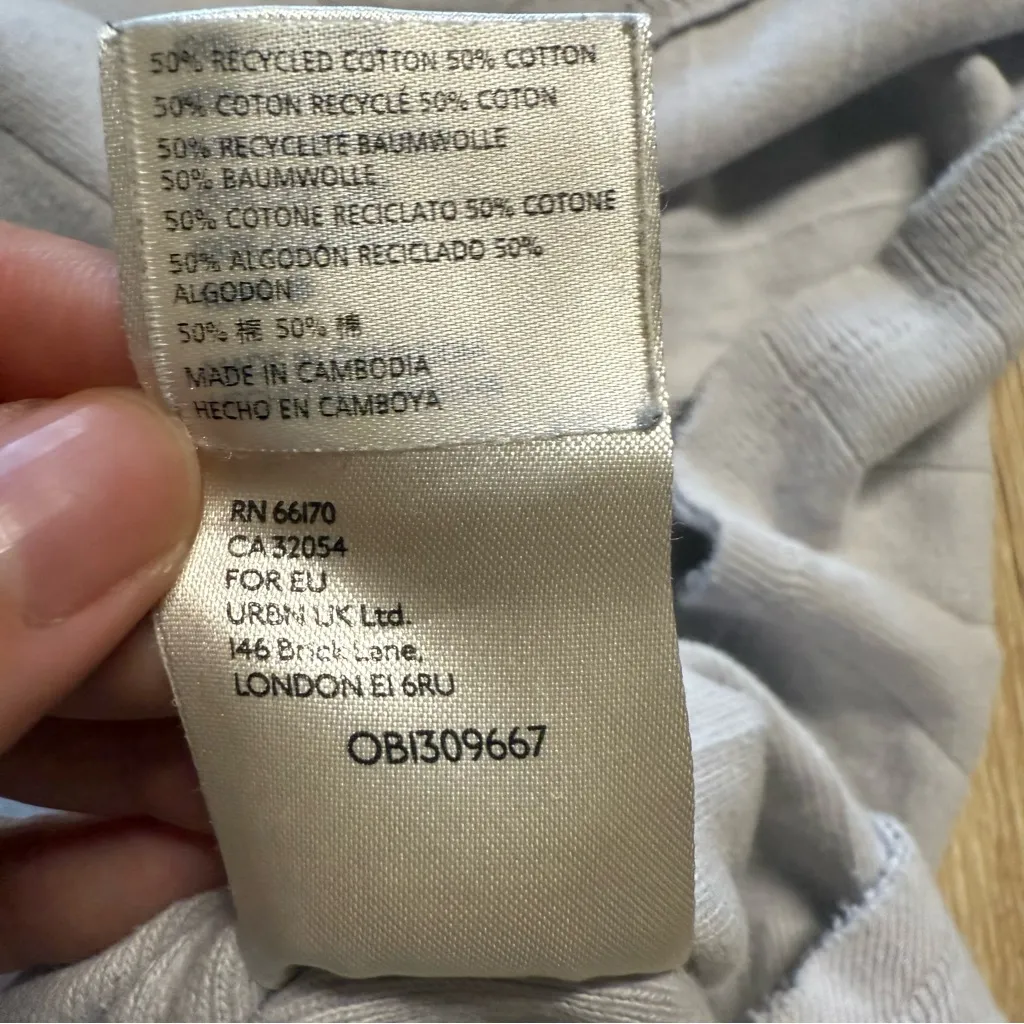 50% RECYCLED COTTON 50% COTTON
50% COTON RECYCLÉ 50% COTON
50% RECYCELTE BAUMWOLLE
50% BAUMWOLLE
50% COTONE RECICLATO 50% COTONE
50% ALGODÓN RECICLADO 50%
ALGODÓN
50% 棉 50% 棉
MADE IN CAMBODIA
HECHO EN CAMBOYA
RN 66170
CA 32054
FOR EU
URBN UK Ltd.
146 Brick Lane,
LONDON E1 6RU
OB1309667